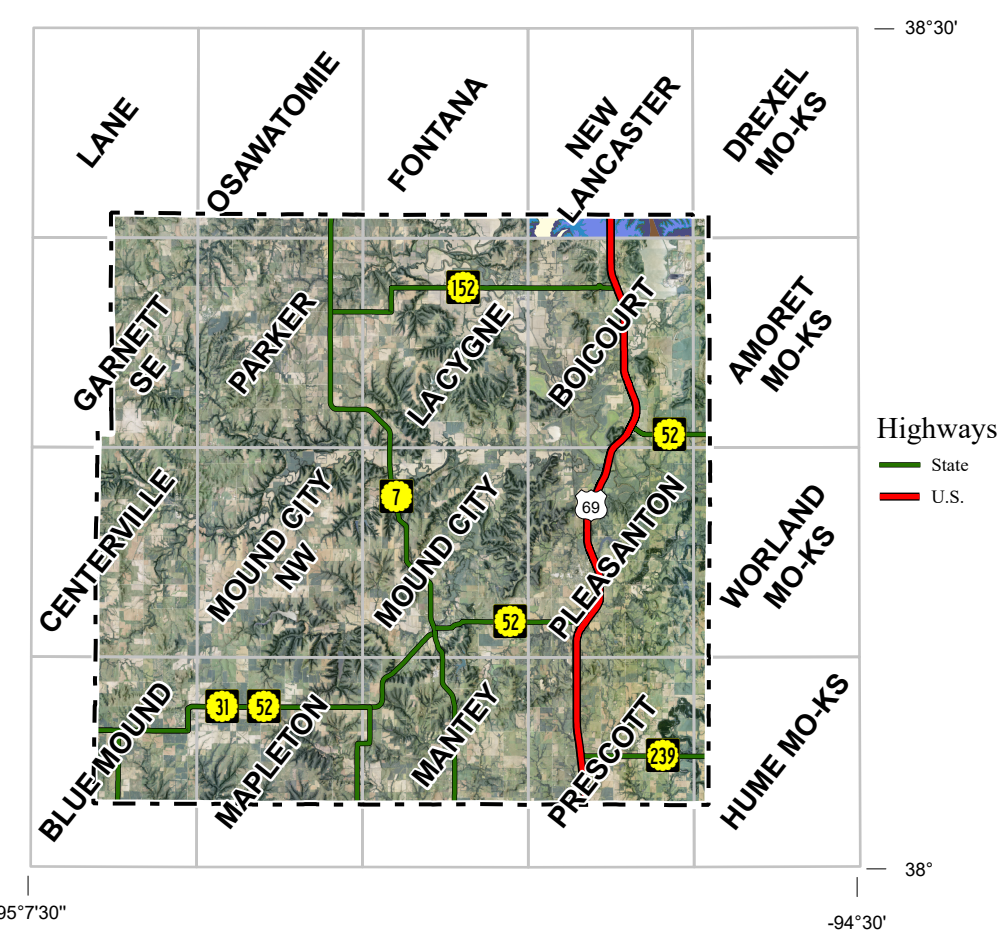 38°30'
LANE
OSAWATOMIE
FONTANA
NEW
LANCASTER
DREXEL
MO-KS
GARNETT
SE
PARKER
152
LA CYGNE
BOICOURT
AMORET
MO-KS
52
Highways
State
U.S.
CENTERVILLE
MOUND CITY
NW
7
MOUND CITY
69
PLEASANTON
WORLAND
MO-KS
52
BLUE MOUND
31
52
MAPLETON
MANTEY
PRESCOTT
239
HUME MO-KS
38°
95°7'30"
-94°30'